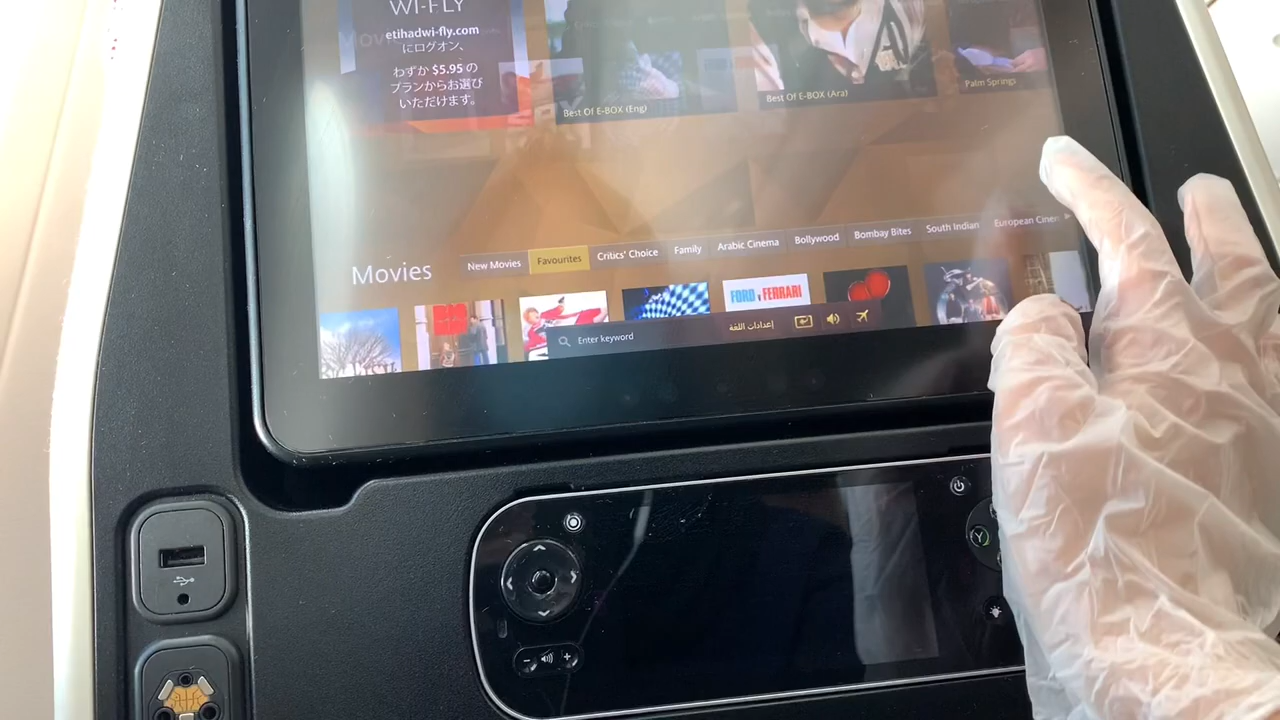 WI-FLY
etihadwi-fly.com
にログオン、
わずか $5.95 の
プランからお選び
いただけます。
Best Of E-BOX (Eng)
Best Of E-BOX (Ara)
Palm Springs
Movies
New Movies
Favourites
Critics' Choice
Family
Arabic Cinema
Bollywood
Bombay Bites
South Indian
European Cinem
FORD v FERRARI
Enter keyword
إعدادات اللغة